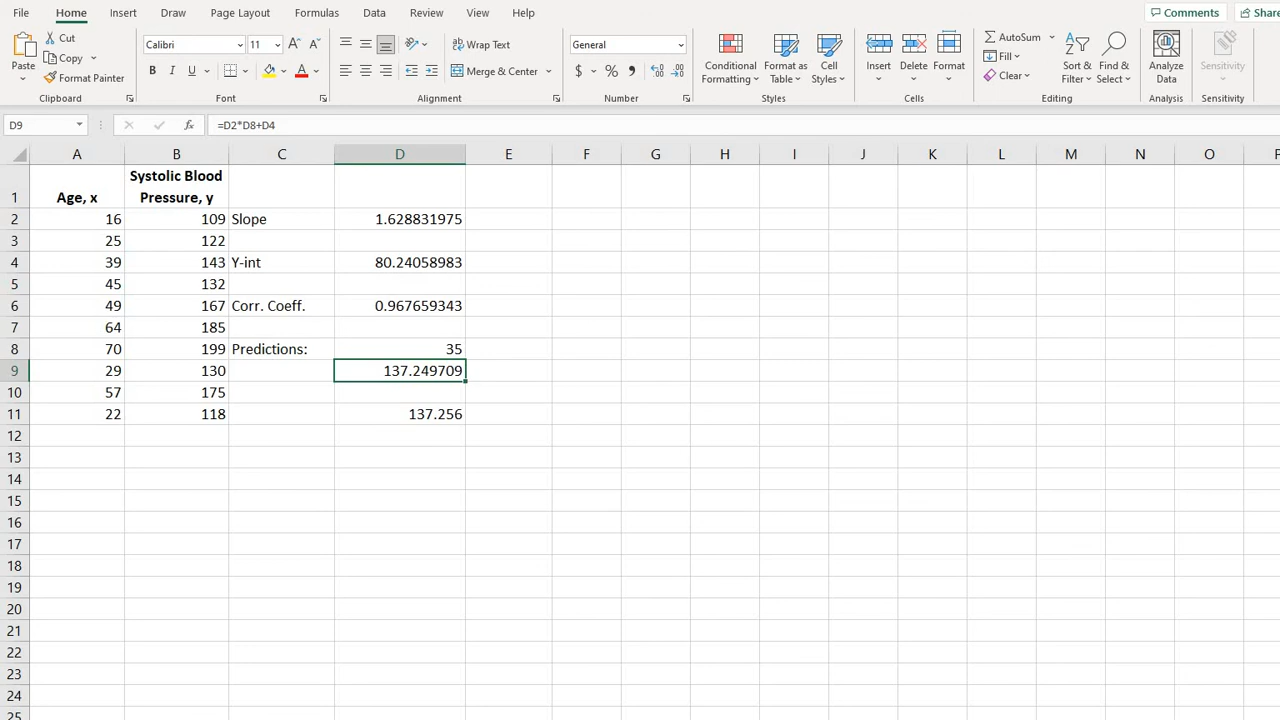 File Home Insert Draw Page Layout Formulas Data Review View Help Comments Share
Paste Cut Copy Format Painter
Calibri 11 A A
B I U A
Wrap Text
Merge & Center
General
$ % 9
Conditional Formatting
Format as Table
Cell Styles
Insert Delete Format
AutoSum
Fill
Clear
Sort & Filter
Find & Select
Analyze Data
Sensitivity
Clipboard Font Alignment Number Styles Cells Editing Analysis Sensitivity
D9 fx =D2*D8+D4
A B C D E F G H I J K L M N O P
Systolic Blood
1 Age, x Pressure, y
2 16 109 Slope 1.628831975
3 25 122
4 39 143 Y-int 80.24058983
5 45 132
6 49 167 Corr. Coeff. 0.967659343
7 64 185
8 70 199 Predictions: 35
9 29 130 137.249709
10 57 175
11 22 118 137.256
12
13
14
15
16
17
18
19
20
21
22
23
24
25